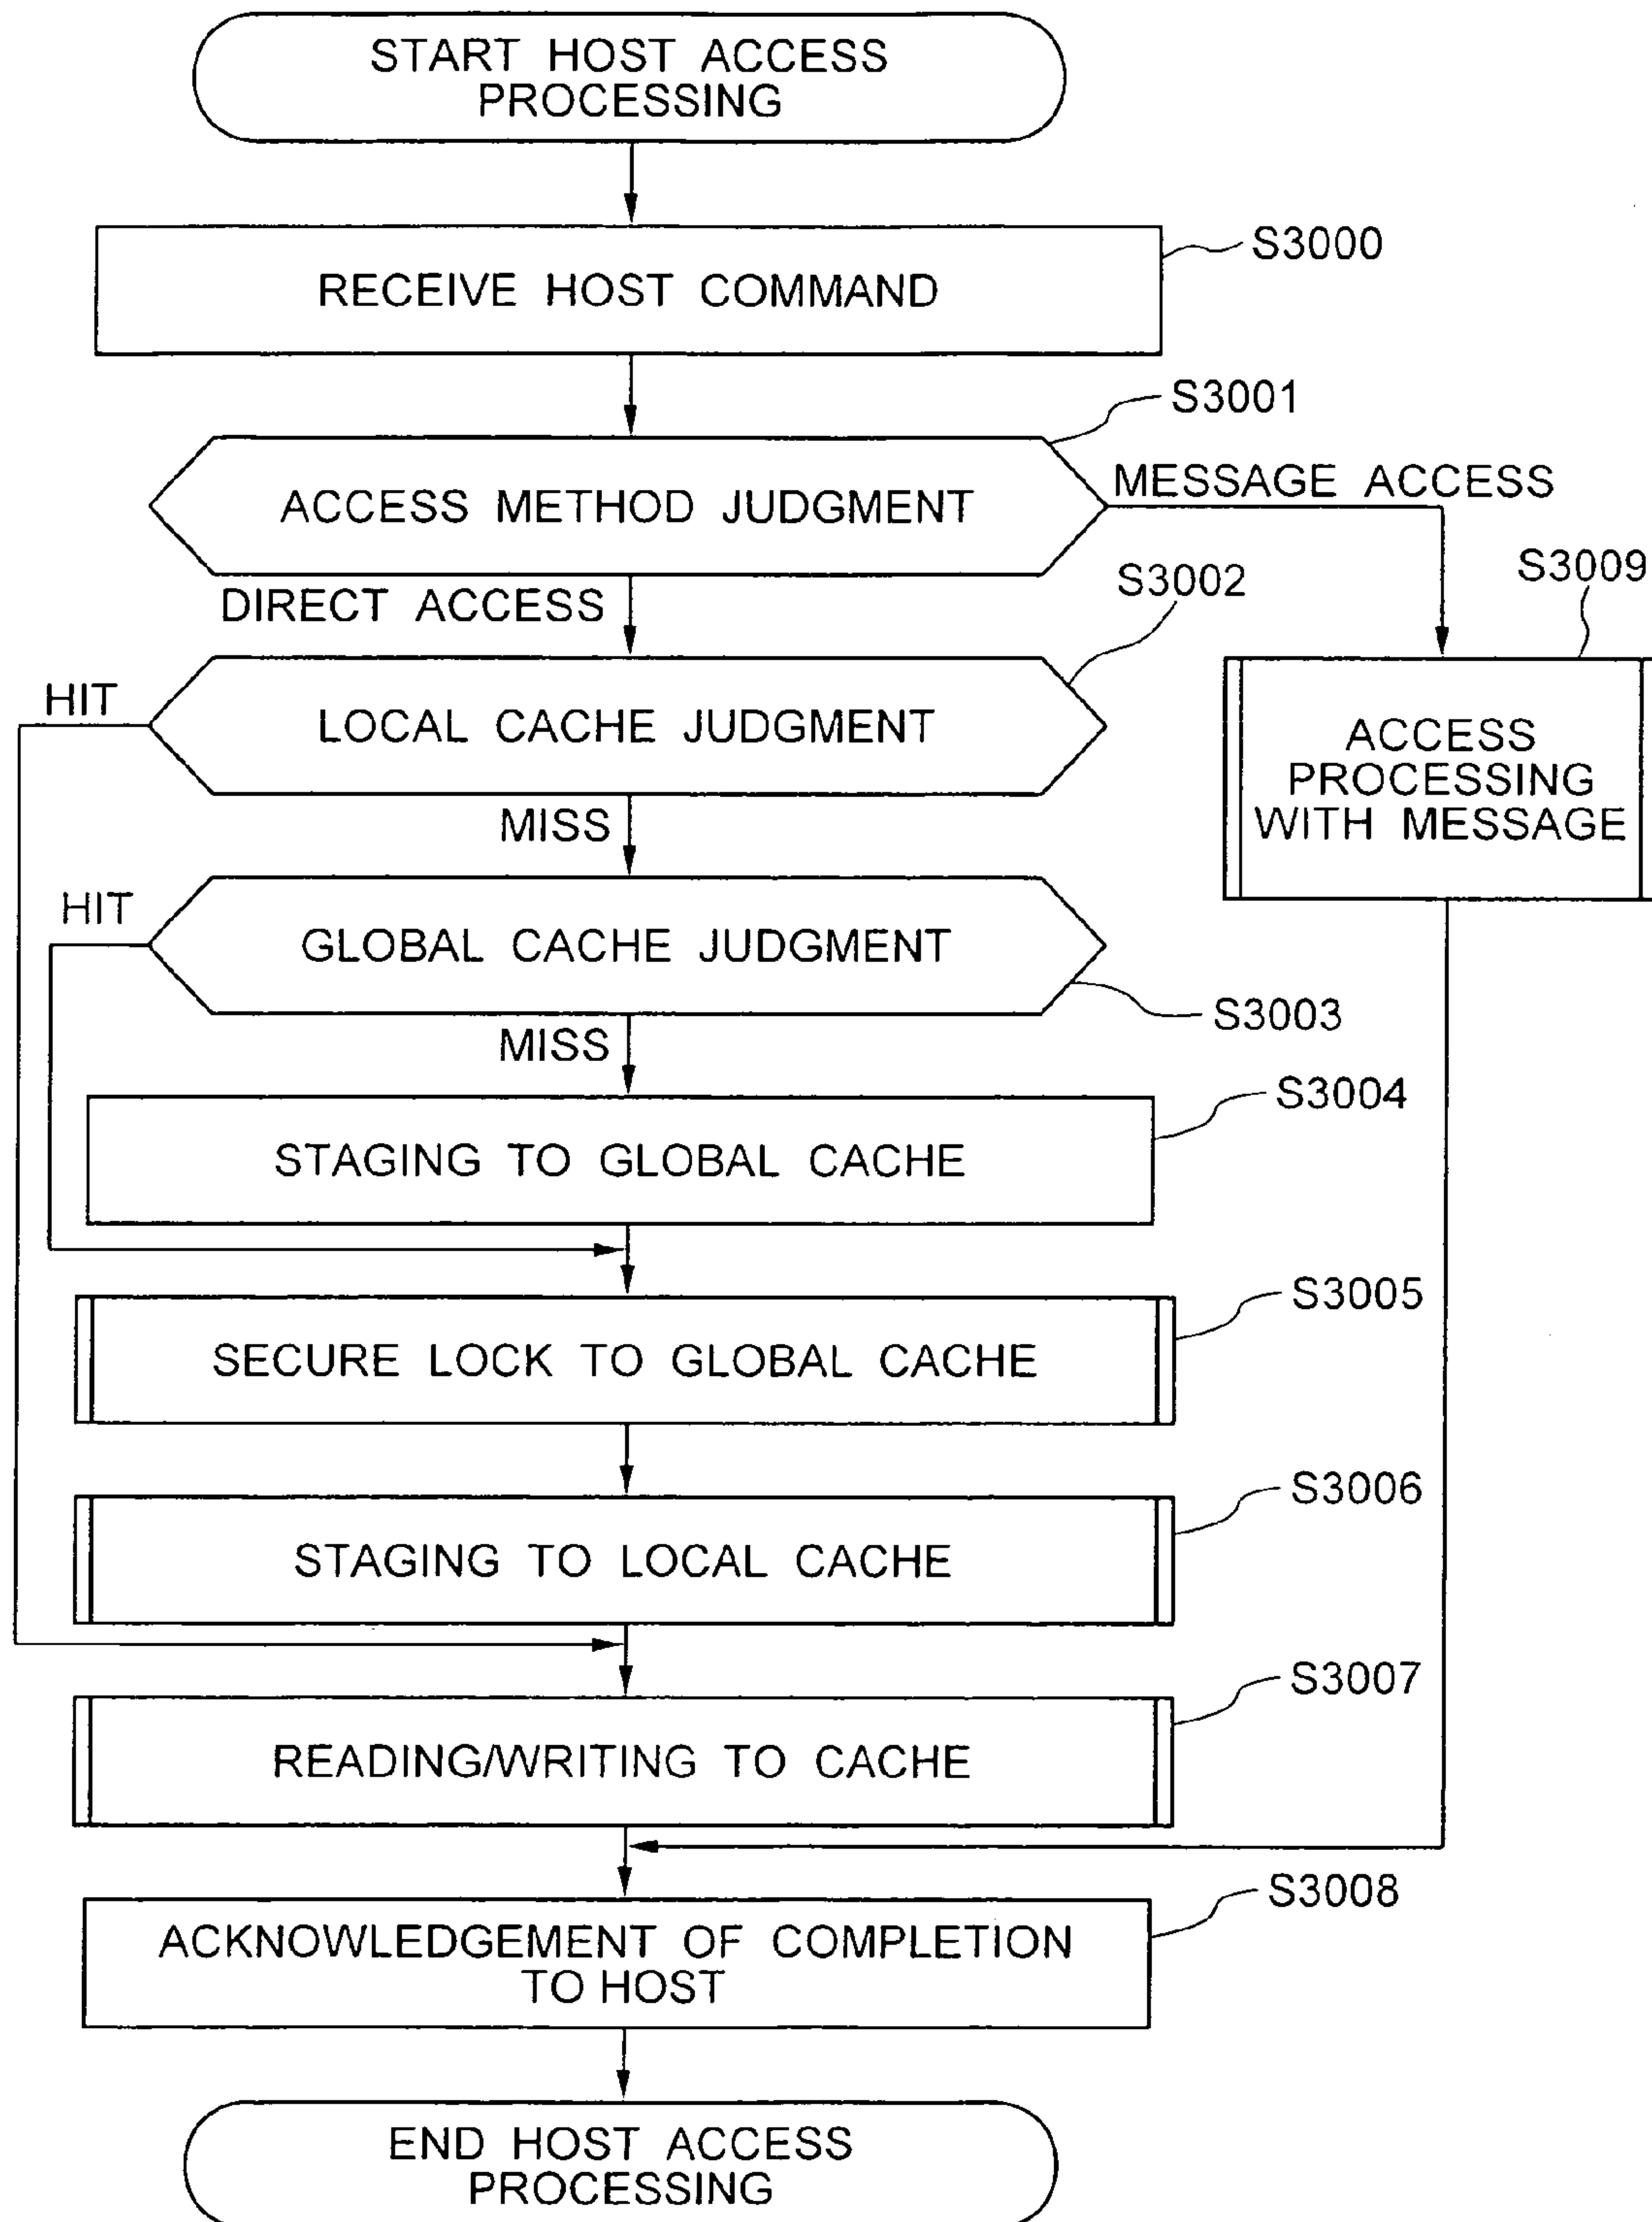 START HOST ACCESS
PROCESSING
S3000
RECEIVE HOST COMMAND
S3001
ACCESS METHOD JUDGMENT
MESSAGE ACCESS
DIRECT ACCESS
S3002
S3009
HIT
LOCAL CACHE JUDGMENT
ACCESS
PROCESSING
WITH MESSAGE
MISS
HIT
GLOBAL CACHE JUDGMENT
S3003
MISS
S3004
STAGING TO GLOBAL CACHE
S3005
SECURE LOCK TO GLOBAL CACHE
S3006
STAGING TO LOCAL CACHE
S3007
READING/WRITING TO CACHE
S3008
ACKNOWLEDGEMENT OF COMPLETION
TO HOST
END HOST ACCESS
PROCESSING